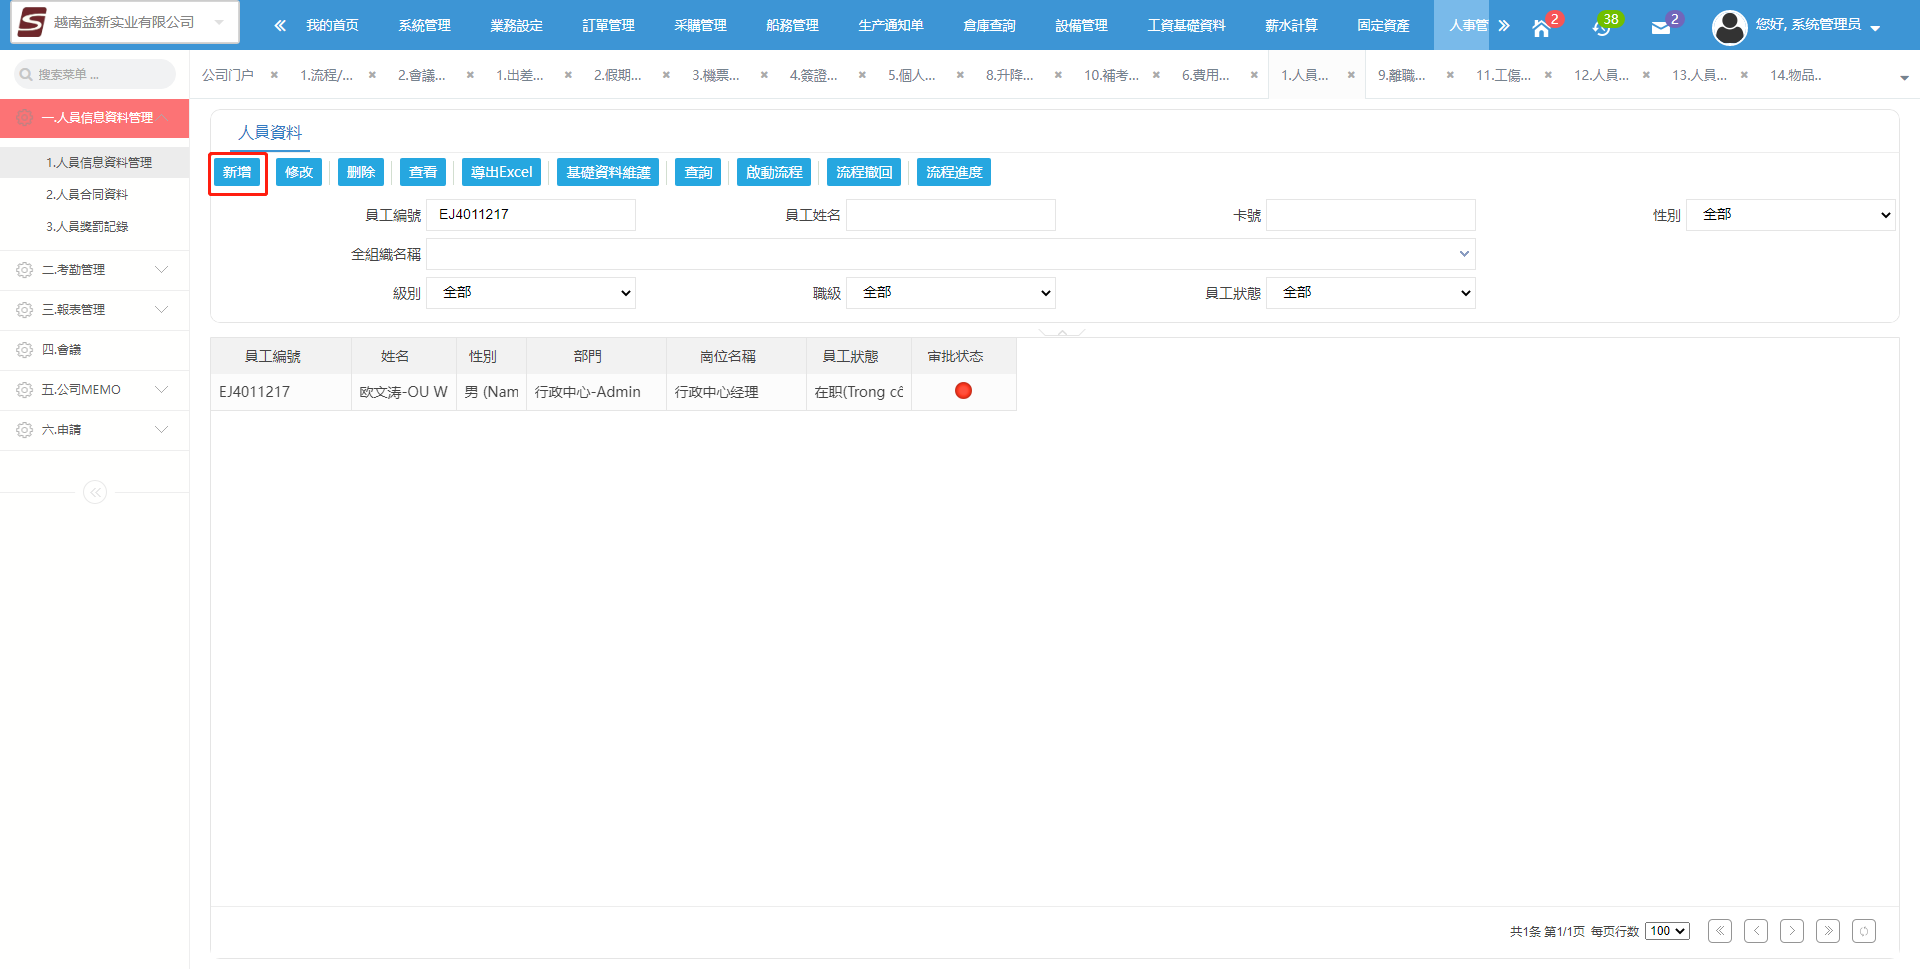 越南益新实业有限公司
我的首页 系統管理 業務設定 訂單管理 采購管理 船務管理 生产通知单 倉庫查詢 設備管理 工資基礎資料 薪水計算 固定資產 人事管
2 38 2
您好, 系统管理员
搜索菜单 ...
公司门户 1.流程/... 2.會議... 1.出差... 2.假期... 3.機票... 4.簽證... 5.個人... 8.升降... 10.補考... 6.費用... 1.人員... 9.離職... 11.工傷... 12.人員... 13.人員... 14.物品..
一.人員信息資料管理
1.人員信息資料管理
2.人員合同資料
3.人員獎罰記錄
二.考勤管理
三.報表管理
四.會議
五.公司MEMO
六.申請
人員資料
新增 修改 刪除 查看 導出Excel 基礎資料維護 查詢 啟動流程 流程撤回 流程進度
員工編號 EJ4011217 員工姓名 卡號 性別 全部
全組織名稱
級別 全部 職級 全部 員工狀態 全部
員工編號 姓名 性別 部門 崗位名稱 員工狀態 审批状态
EJ4011217 欧文涛-OU W 男 (Nam 行政中心-Admin 行政中心经理 在职(Trong cô
共1条 第1/1页 每页行数 100